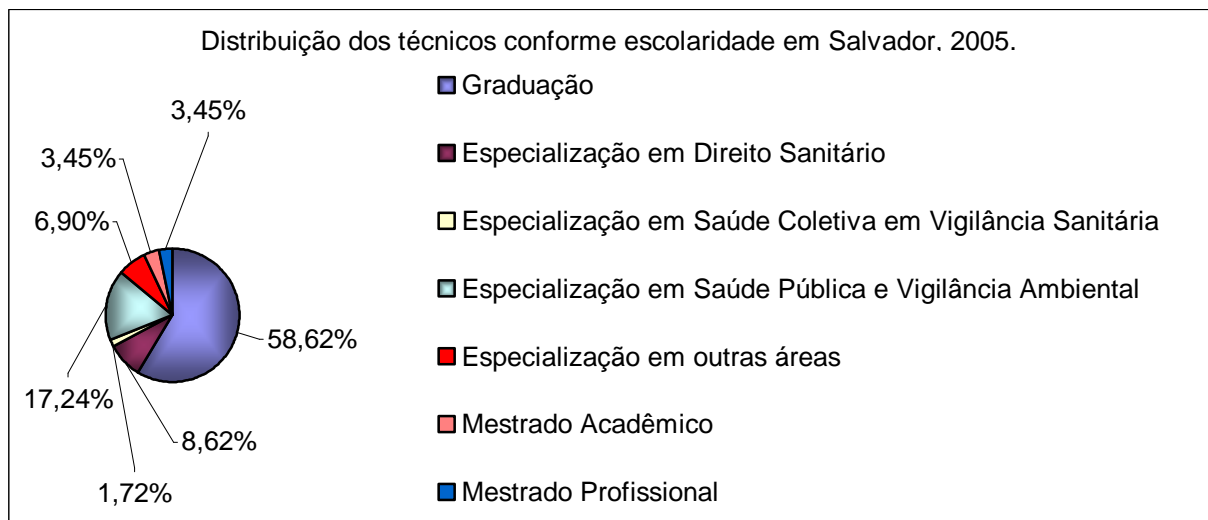 Distribuição dos técnicos conforme escolaridade em Salvador, 2005.
Graduação
Especialização em Direito Sanitário
Especialização em Saúde Coletiva em Vigilância Sanitária
Especialização em Saúde Pública e Vigilância Ambiental
Especialização em outras áreas
Mestrado Acadêmico
Mestrado Profissional
3,45%
3,45%
6,90%
58,62%
17,24%
8,62%
1,72%